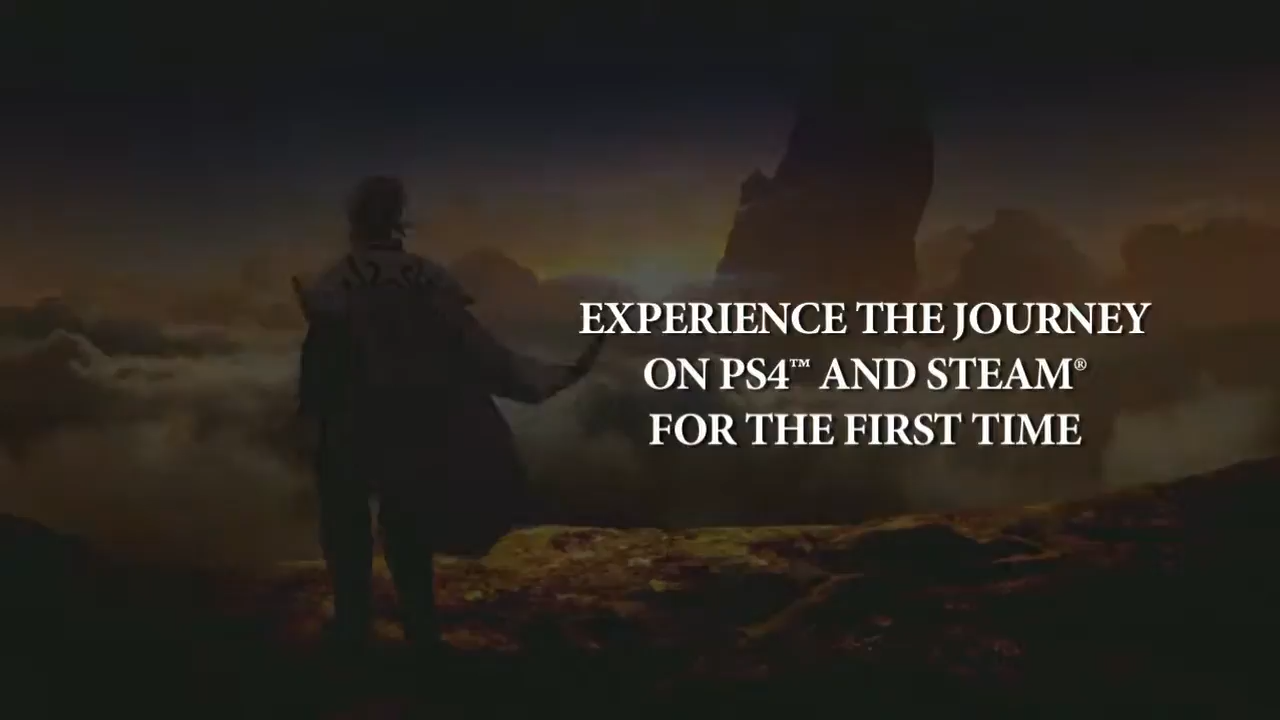 EXPERIENCE THE JOURNEY
ON PS4™ AND STEAM®
FOR THE FIRST TIME